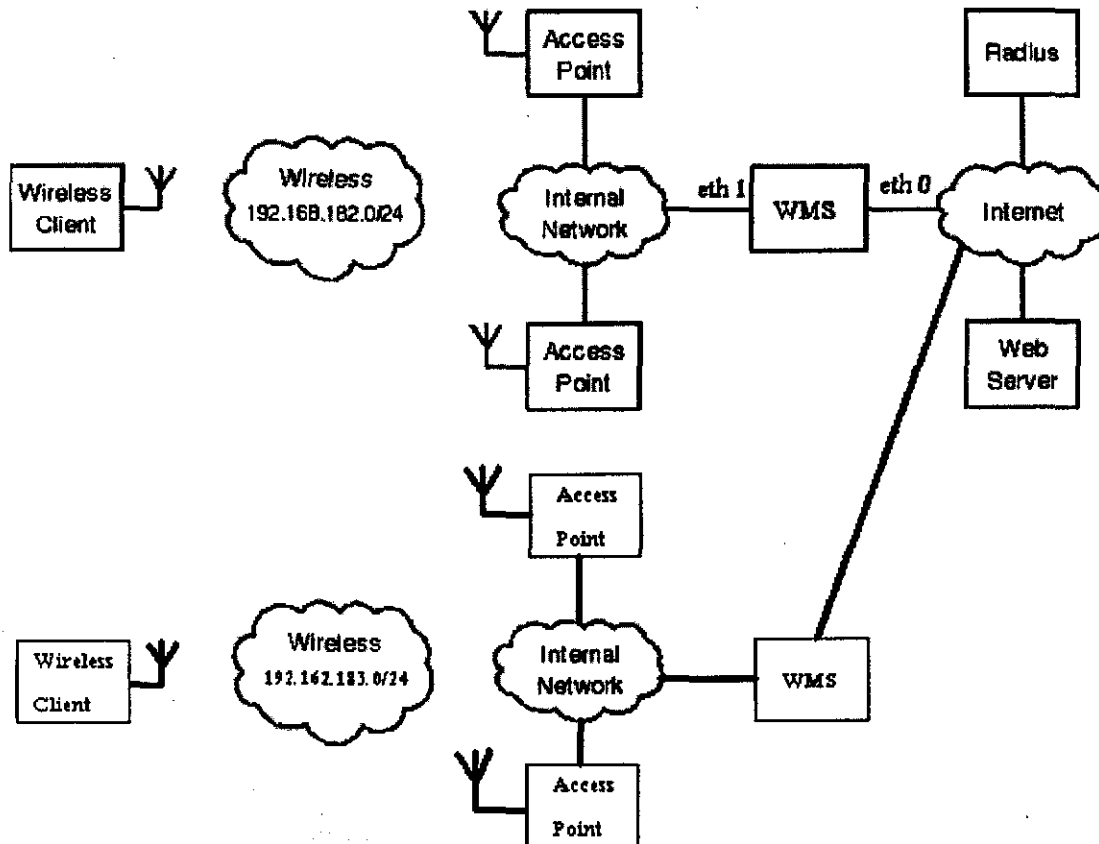 Access
Point
Radius
Wireless
Client
Wireless
192.168.182.0/24
Internal
Network
eth 1
WMS
eth 0
Internet
Access
Point
Web
Server
Access
Point
Wireless
Client
Wireless
192.162.183.0/24
Internal
Network
WMS
Access
Point